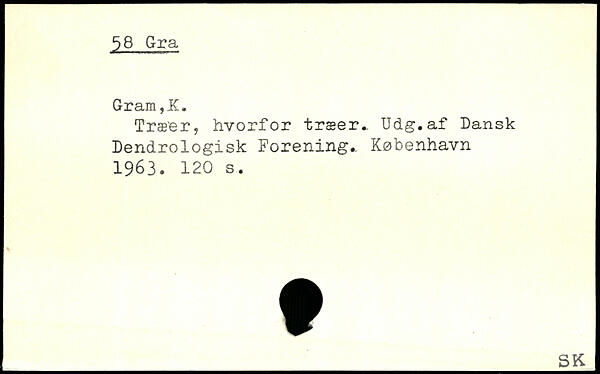 58 Gra
Gram,K.
Træer, hvorfor træer. Udg.af Dansk
Dendrologisk Forening. København
1963. 120 s.
SK